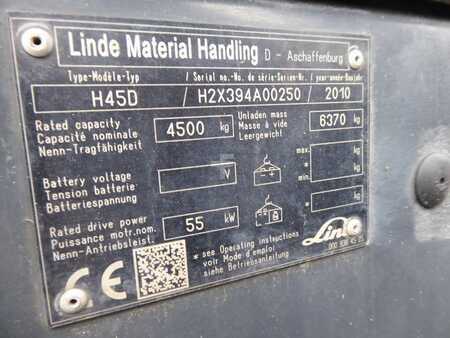 Linde Material Handling D - Aschaffenburg
Type-Modèle-Typ / Serial no.-No. de série-Serien-Nr. / year-année-Baujahr
H45D / H2X394A00250 / 2010
Rated capacity
Capacité nominale
Nenn-Tragfähigkeit
4500 kg
Unladen mass
Masse à vide
Leergewicht
6370 kg
Battery voltage
Tension batterie
Batteriespannung
V
max. kg
*
min. kg
Rated drive power
Puissance motr.nom.
Nenn-Antriebsleist.
55 kW
* kg
* see Operating instructions
voir Mode d'emploi
siehe Betriebsanleitung
CE
Linde